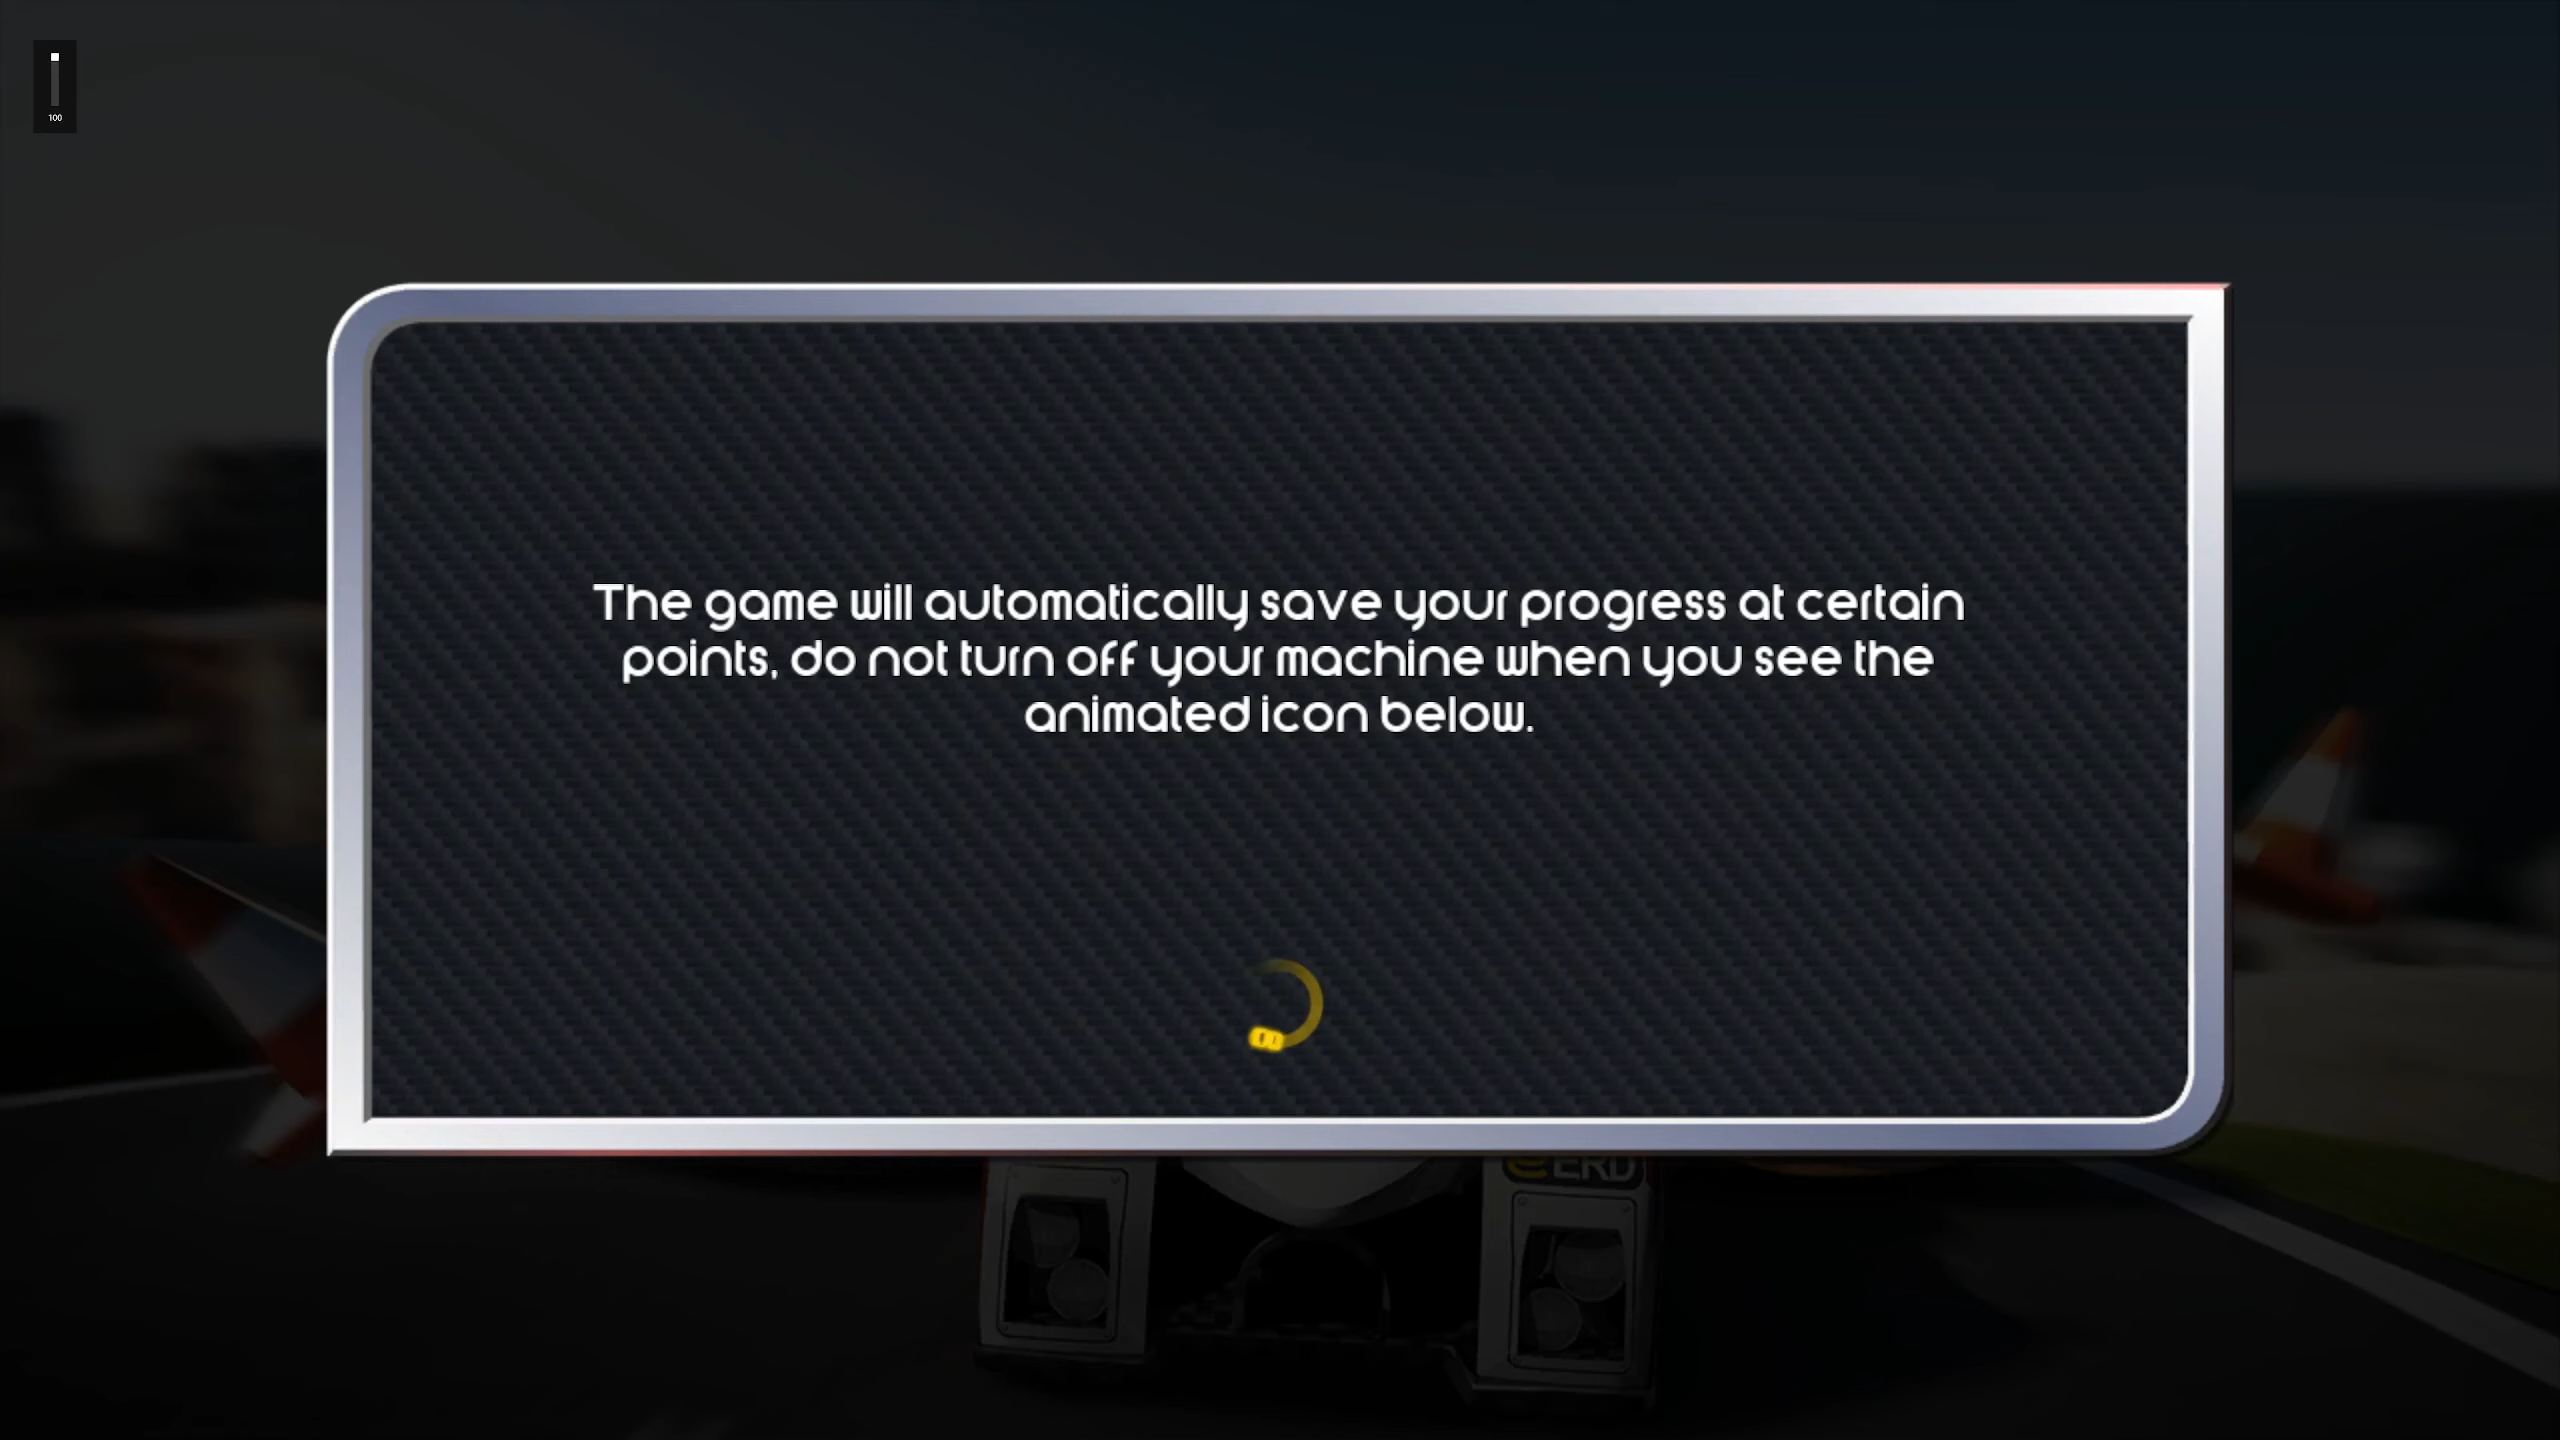 100
The game will automatically save your progress at certain
points, do not turn off your machine when you see the
animated icon below.
ERD